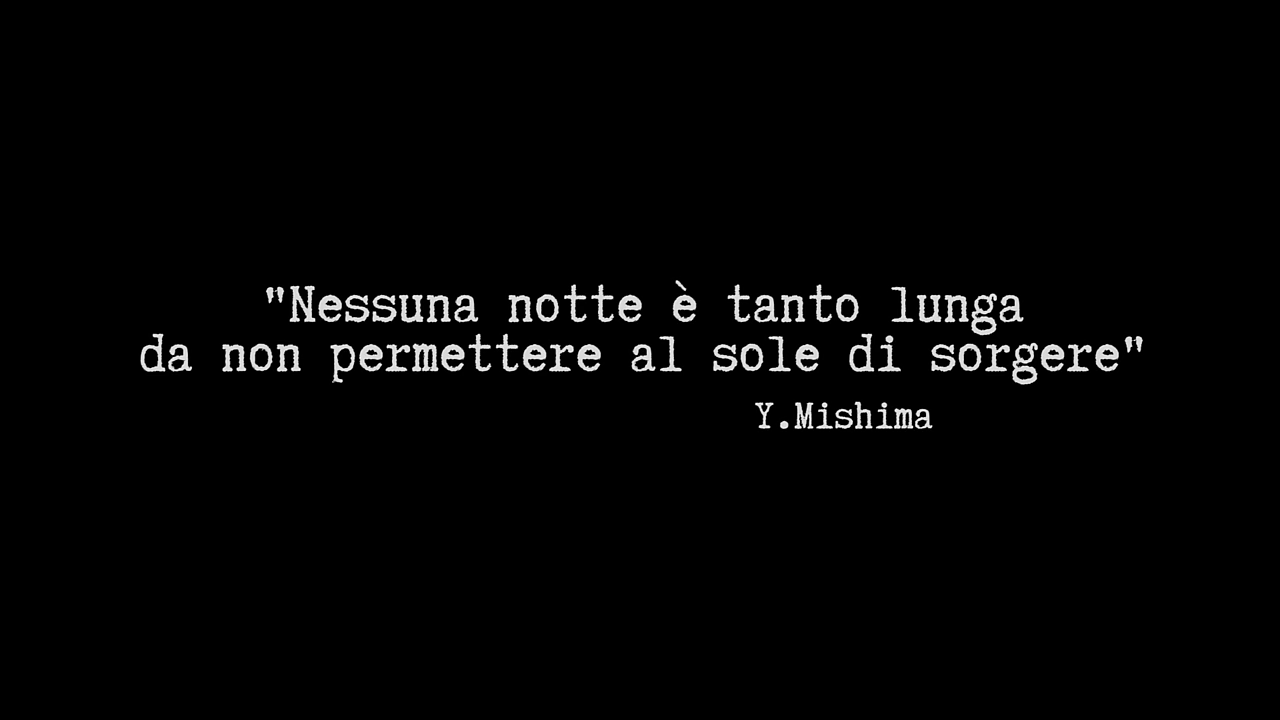 "Nessuna notte è tanto lunga
da non permettere al sole di sorgere"
Y.Mishima